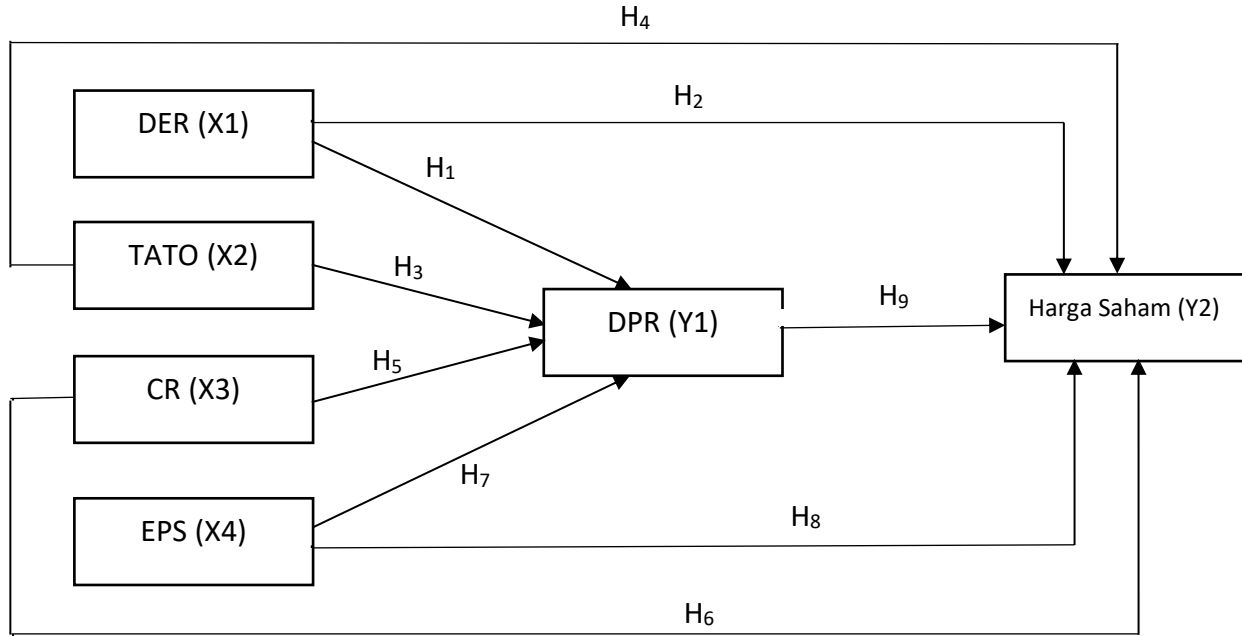 H₄
DER (X1)
H₂
H₁
TATO (X2)
H₃
DPR (Y1)
H₉
Harga Saham (Y2)
CR (X3)
H₅
H₇
EPS (X4)
H₈
H₆